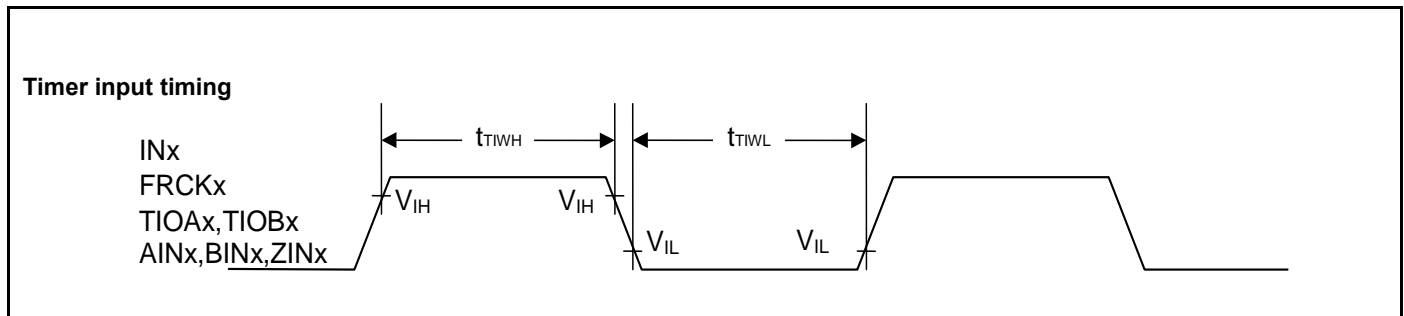 Timer input timing
tTIWH tTIWL
INx
FRCKx
VIH VIH
TIOAx,TIOBx
AINx,BINx,ZINx
VIL VIL